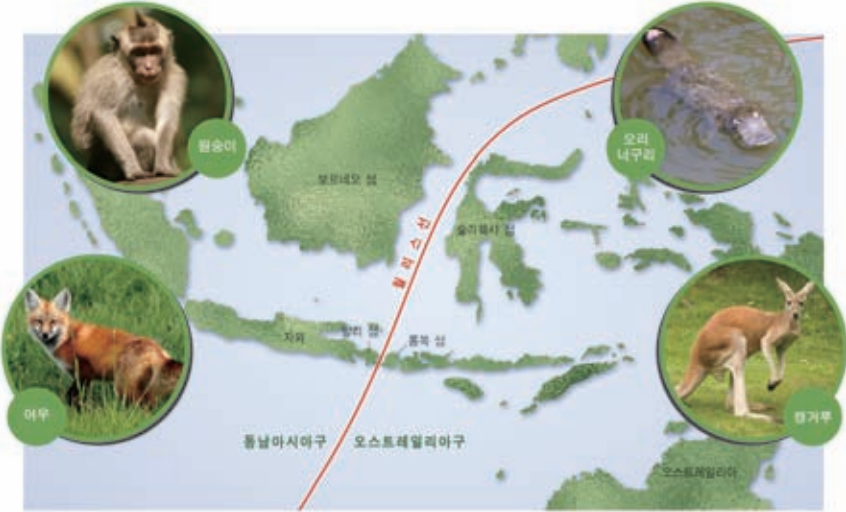 원숭이
오리
너구리
보르네오 섬
술라웨시 섬
월리스선
자와
발리 섬
롬복 섬
여우
캥거루
동남아시아구
오스트레일리아구
오스트레일리아